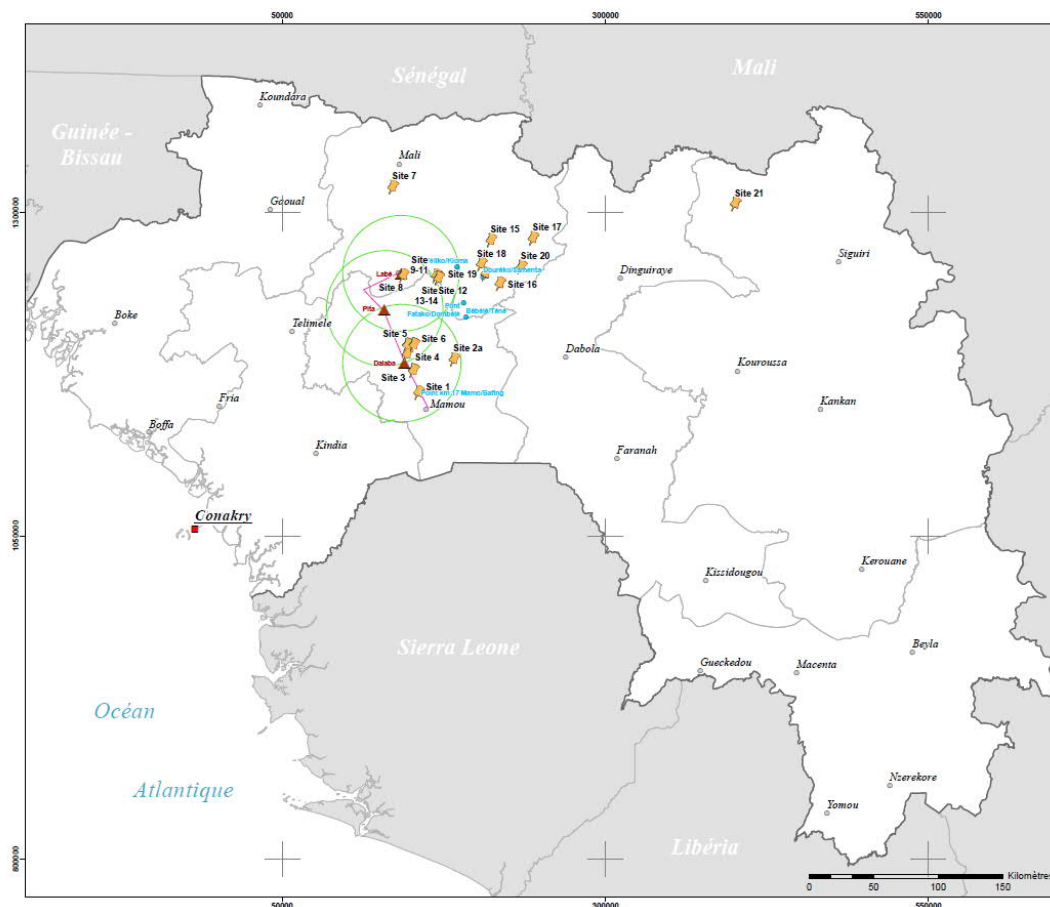 50000
300000
550000
Sénégal
Mali
Koundara
Guinée -
Bissau
Mali
Site 7
Site 21
Gaoual
1300000
1300000
Site 15
Site 17
Siguiri
Site
9-11
Site 18
Site 20
Labé
Site 8
Site 19
Site 12
Site
13-14
Site 16
Dinguiraye
Pita
Pont
Boke
Telimele
Site 5
Site 6
Site 2a
Dabola
Dalaba
Site 4
Site 3
Kouroussa
Site 1
Fria
Mamou
Kankan
Boffa
Kindia
Faranah
Conakry
1050000
1050000
Kerouane
Kissidougou
Sierra Leone
Beyla
Gueckedou
Macenta
Océan
Atlantique
Nzerekore
Yomou
Libéria
800000
800000
Kilomètres
0 50 100 150
50000
300000
550000